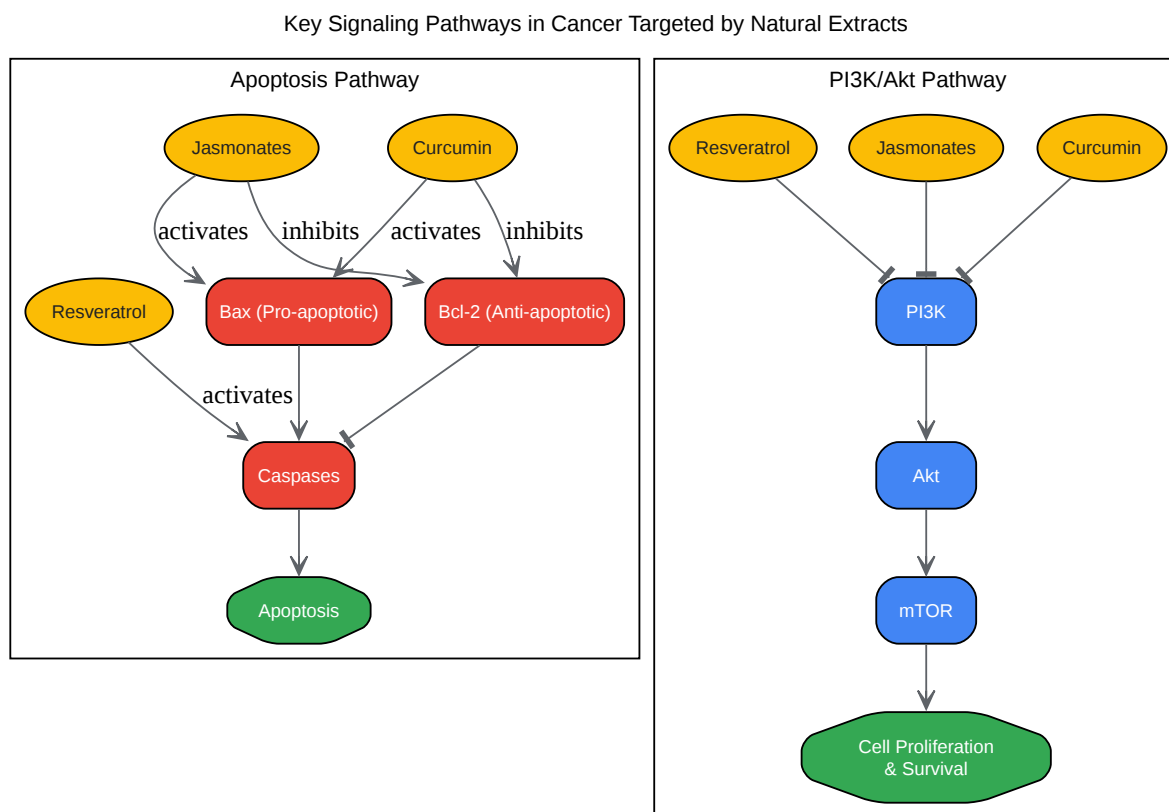 Key Signaling Pathways in Cancer Targeted by Natural Extracts
Apoptosis Pathway
Jasmonates
Curcumin
activates
inhibits
activates
inhibits
Resveratrol
Bax (Pro-apoptotic)
Bcl-2 (Anti-apoptotic)
activates
Caspases
Apoptosis
PI3K/Akt Pathway
Resveratrol
Jasmonates
Curcumin
PI3K
Akt
mTOR
Cell Proliferation
& Survival